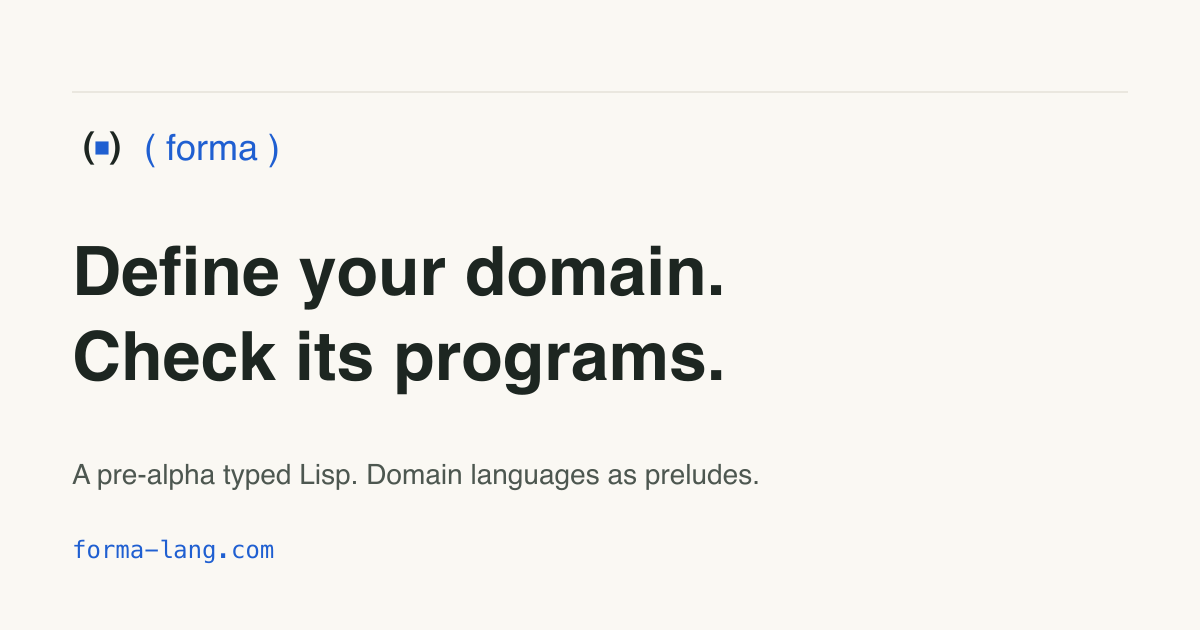 (■) ( forma )
Define your domain.
Check its programs.
A pre-alpha typed Lisp. Domain languages as preludes.
forma-lang.com